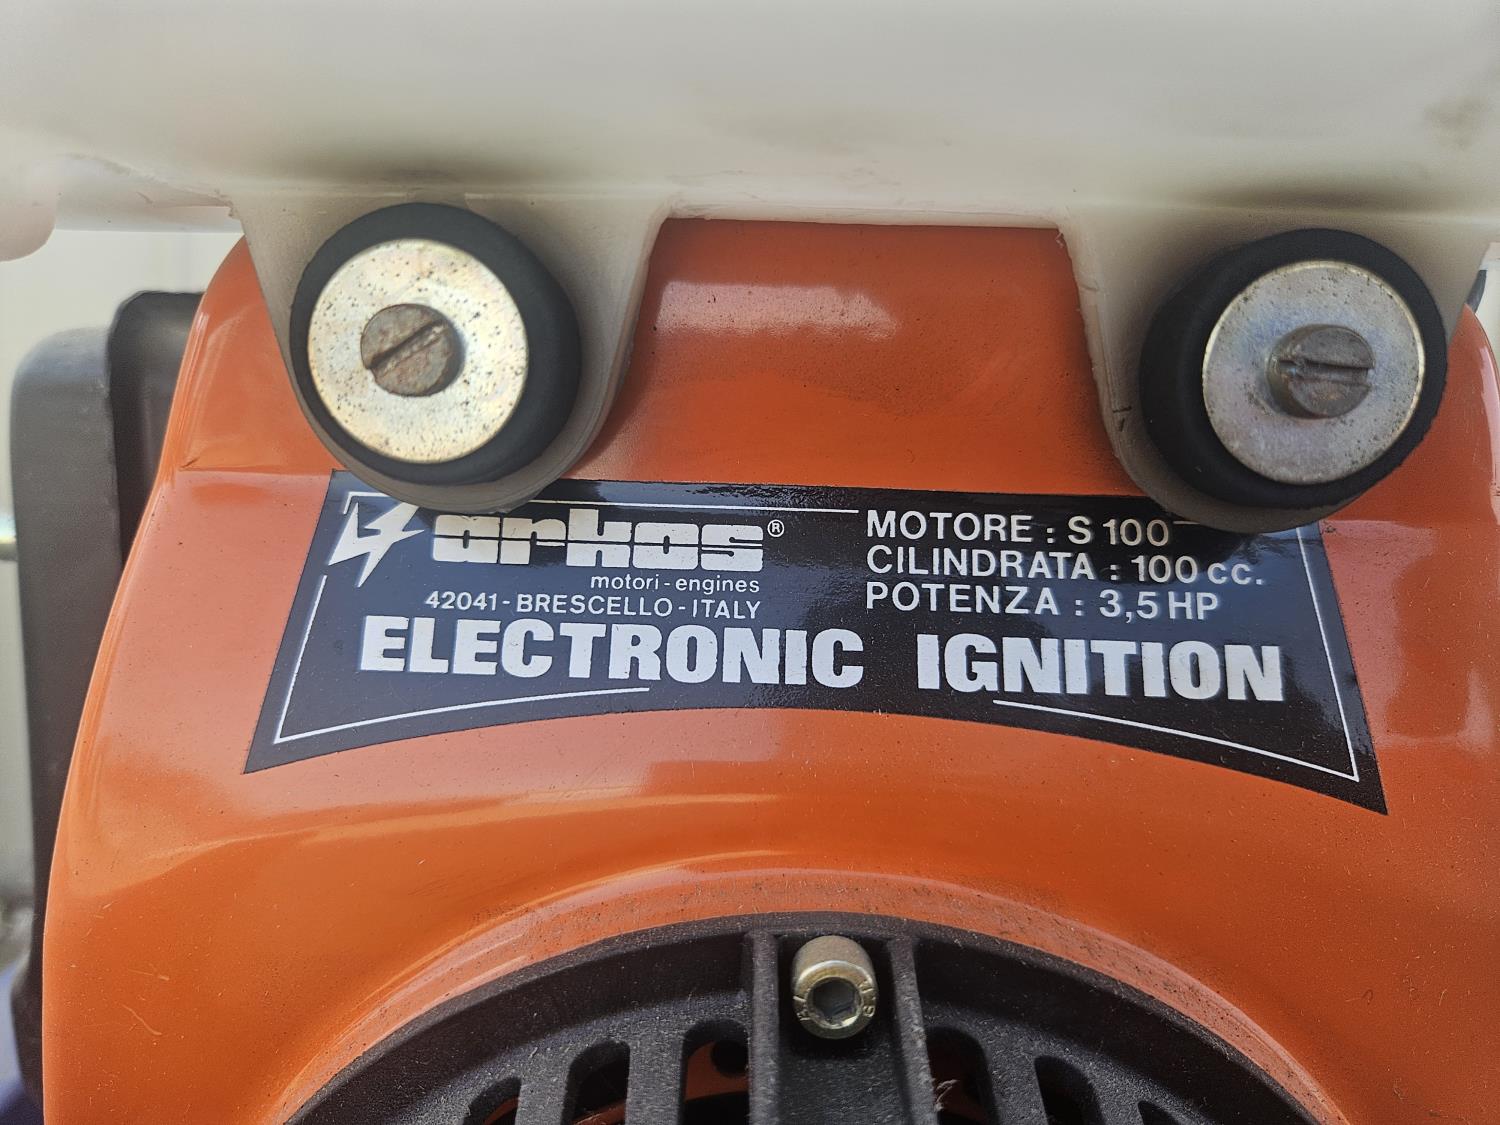 arkos®
motori - engines
42041 - BRESCELLO - ITALY
MOTORE : S 100
CILINDRATA : 100 cc.
POTENZA : 3,5 HP
ELECTRONIC IGNITION